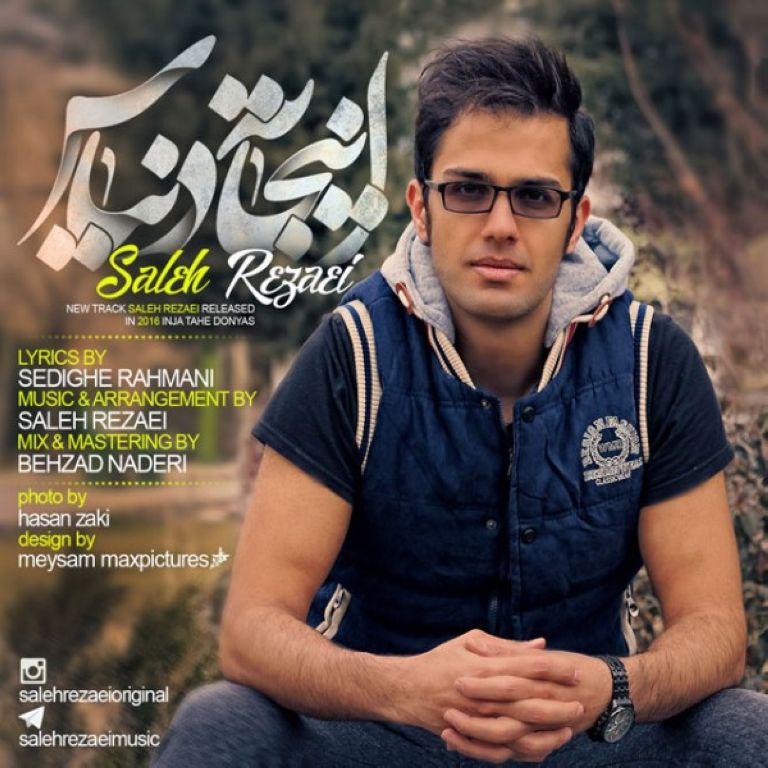 اینجا ته دنیاس
Saleh Rezaei
NEW TRACK SALEH REZAEI RELEASED
IN 2016 INJA TAHE DONYAS
LYRICS BY
SEDIGHE RAHMANI
MUSIC & ARRANGEMENT BY
SALEH REZAEI
MIX & MASTERING BY
BEHZAD NADERI
photo by
hasan zaki
design by
meysam maxpictures
salehrezaeioriginal
salehrezaeimusic